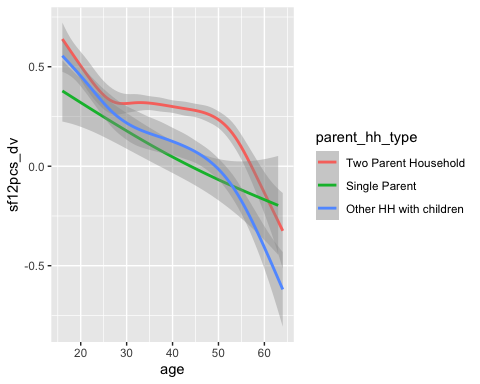 0.5
0.0
-0.5
sf12pcs_dv
20 30 40 50 60
age
parent_hh_type
Two Parent Household
Single Parent
Other HH with children